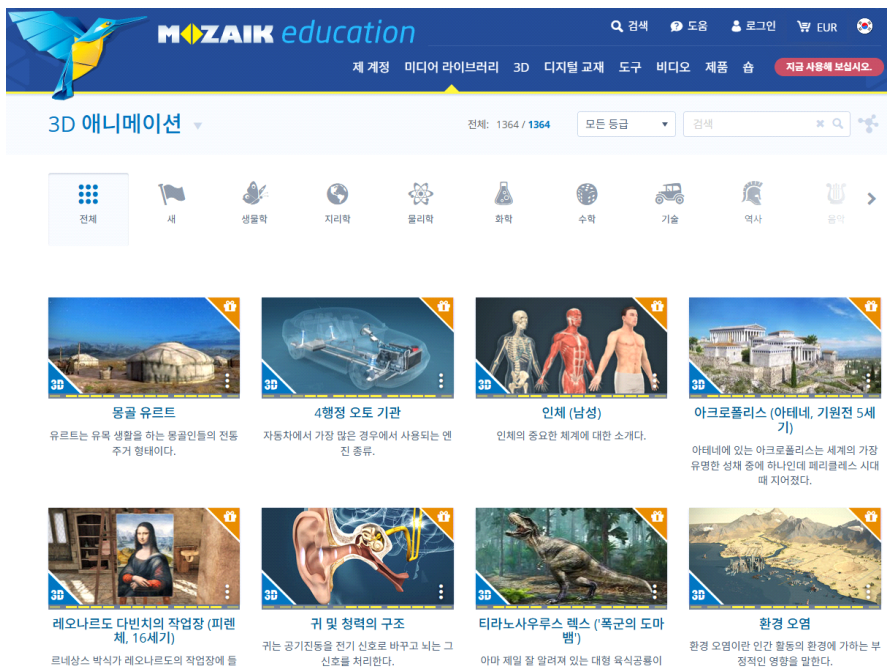 MOZAIK education
검색 도움 로그인 EUR
제 계정 미디어 라이브러리 3D 디지털 교재 도구 비디오 제품 숍 지금 사용해 보십시오.
3D 애니메이션 전체: 1364 / 1364 모든 등급 검색
전체 새 생물학 지리학 물리학 화학 수학 기술 역사 음악
3D 3D 3D 3D
몽골 유르트
유르트는 유목 생활을 하는 몽골인들의 전통
주거 형태이다.
4행정 오토 기관
자동차에서 가장 많은 경우에서 사용되는 엔
진 종류.
인체 (남성)
인체의 중요한 체계에 대한 소개다.
아크로폴리스 (아테네, 기원전 5세
기)
아테네에 있는 아크로폴리스는 세계의 가장
유명한 성채 중에 하나인데 페리클레스 시대
때 지어졌다.
3D 3D 3D 3D
레오나르도 다빈치의 작업장 (피렌
체, 16세기)
르네상스 박식가 레오나르도의 작업장에 들
귀 및 청력의 구조
귀는 공기진동을 전기 신호로 바꾸고 뇌는 그
신호를 처리한다.
티라노사우루스 렉스 ('폭군의 도마
뱀')
아마 제일 잘 알려져 있는 대형 육식공룡이
환경 오염
환경 오염이란 인간 활동의 환경에 가하는 부
정적인 영향을 말한다.